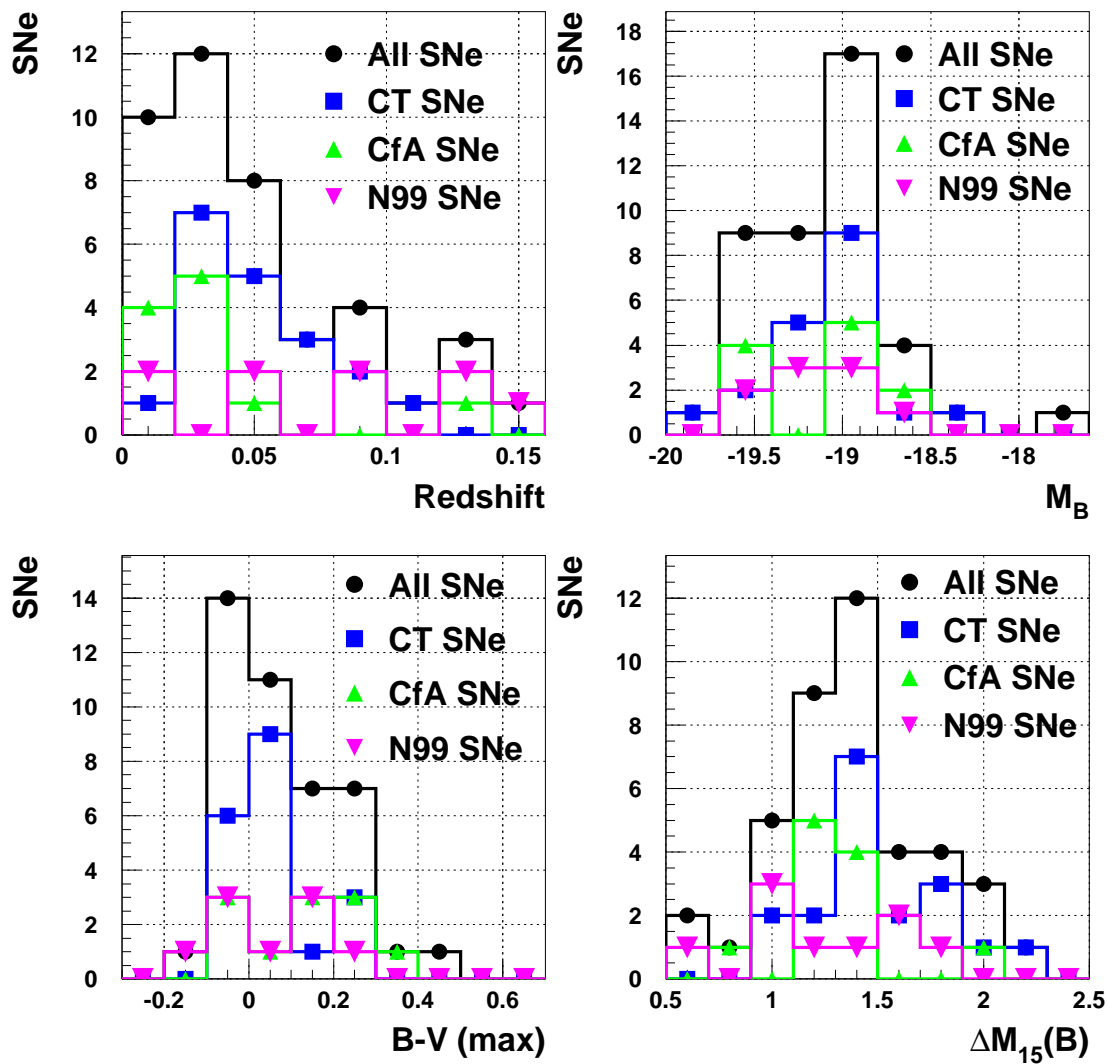 SNe
12
10
8
6
4
2
0
All SNe
CT SNe
CfA SNe
N99 SNe
0 0.05 0.1 0.15
Redshift
SNe
18
16
14
12
10
8
6
4
2
0
All SNe
CT SNe
CfA SNe
N99 SNe
-20 -19.5 -19 -18.5 -18
M_B
SNe
14
12
10
8
6
4
2
0
All SNe
CT SNe
CfA SNe
N99 SNe
-0.2 0 0.2 0.4 0.6
B-V (max)
SNe
12
10
8
6
4
2
0
All SNe
CT SNe
CfA SNe
N99 SNe
0.5 1 1.5 2 2.5
ΔM_15(B)